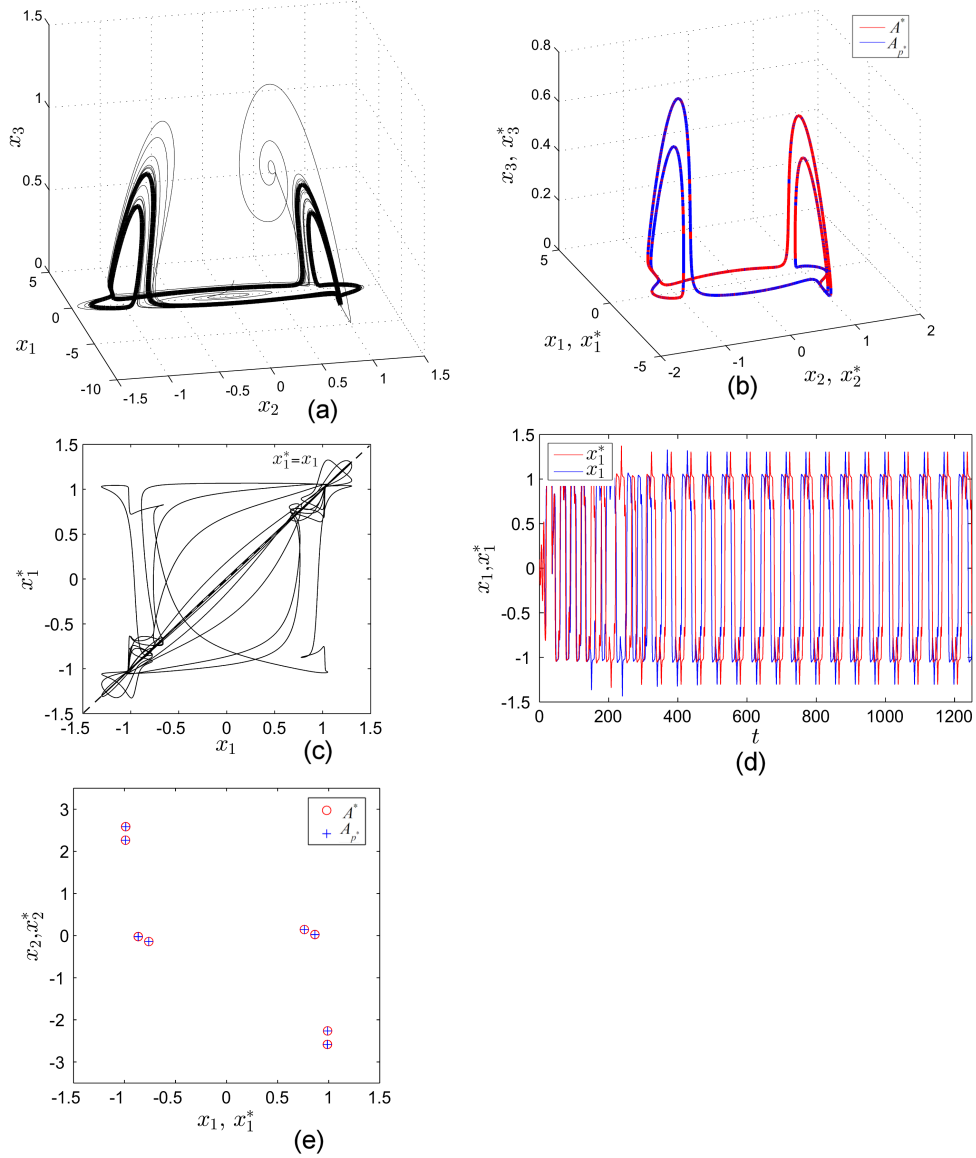 1.5
1
0.5
0
x₃
5
0
-5
-10
x₁
-1.5
-1
-0.5
0
0.5
1
1.5
x₂
(a)
A*
Aₚ*
0.8
0.6
0.4
0.2
0
x₃, x₃*
5
0
-5
x₁, x₁*
-2
-1
0
1
2
x₂, x₂*
(b)
1.5
1
0.5
0
-0.5
-1
-1.5
x₁*
x₁*=x₁
-1.5
-1
-0.5
0
0.5
1
1.5
x₁
(c)
x₁*
x₁
1.5
1
0.5
0
-0.5
-1
-1.5
x₁,x₁*
0
200
400
600
800
1000
1200
t
(d)
A*
Aₚ*
3
2
1
0
-1
-2
-3
x₂,x₂*
-1.5
-1
-0.5
0
0.5
1
1.5
x₁, x₁*
(e)